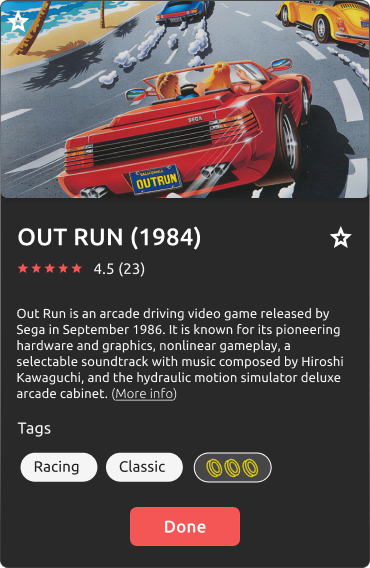 SEGA
CALIFORNIA
OUTRUN
OUT RUN (1984)
4.5 (23)
Out Run is an arcade driving video game released by
Sega in September 1986. It is known for its pioneering
hardware and graphics, nonlinear gameplay, a
selectable soundtrack with music composed by Hiroshi
Kawaguchi, and the hydraulic motion simulator deluxe
arcade cabinet. (More info)
Tags
Racing Classic
Done